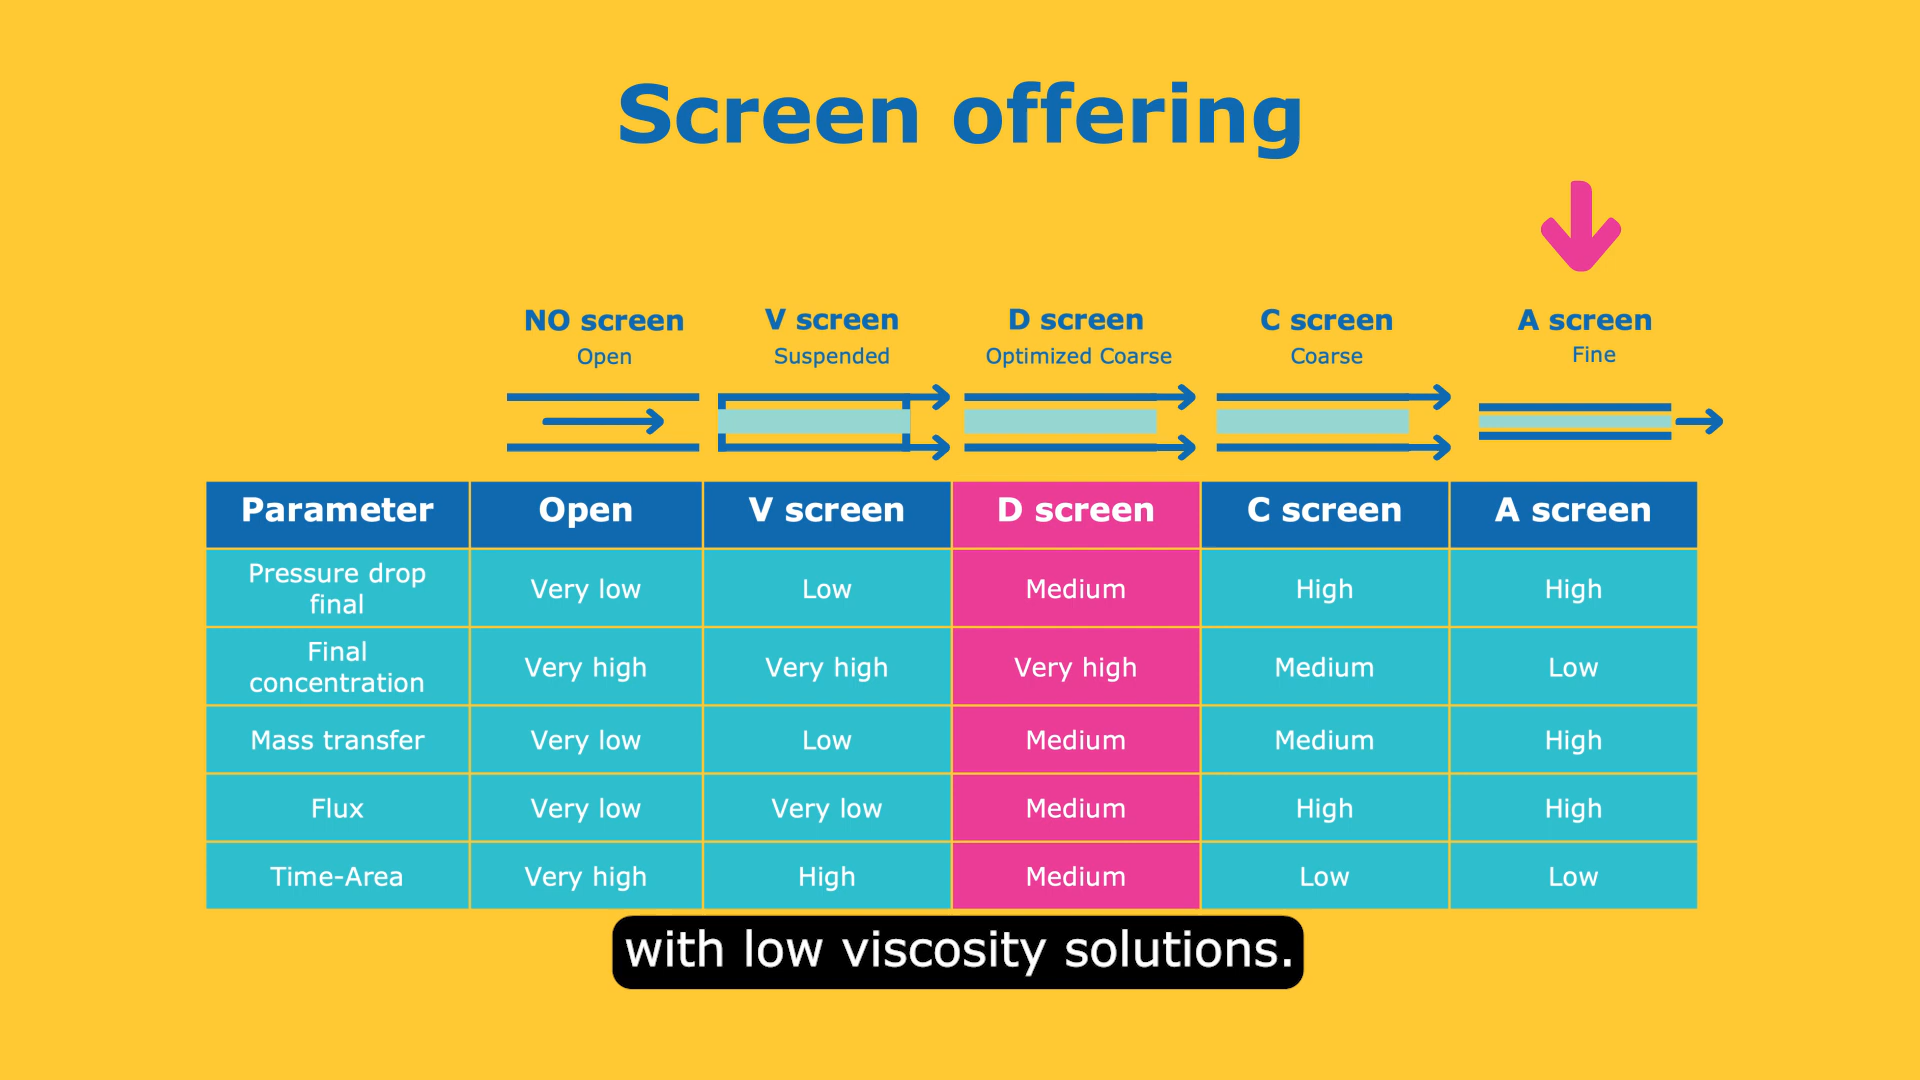 Screen offering
NO screen
Open
V screen
Suspended
D screen
Optimized Coarse
C screen
Coarse
A screen
Fine
Parameter Open V screen D screen C screen A screen
Pressure drop
final
Very low Low Medium High High
Final
concentration
Very high Very high Very high Medium Low
Mass transfer Very low Low Medium Medium High
Flux Very low Very low Medium High High
Time-Area Very high High Medium Low Low
with low viscosity solutions.